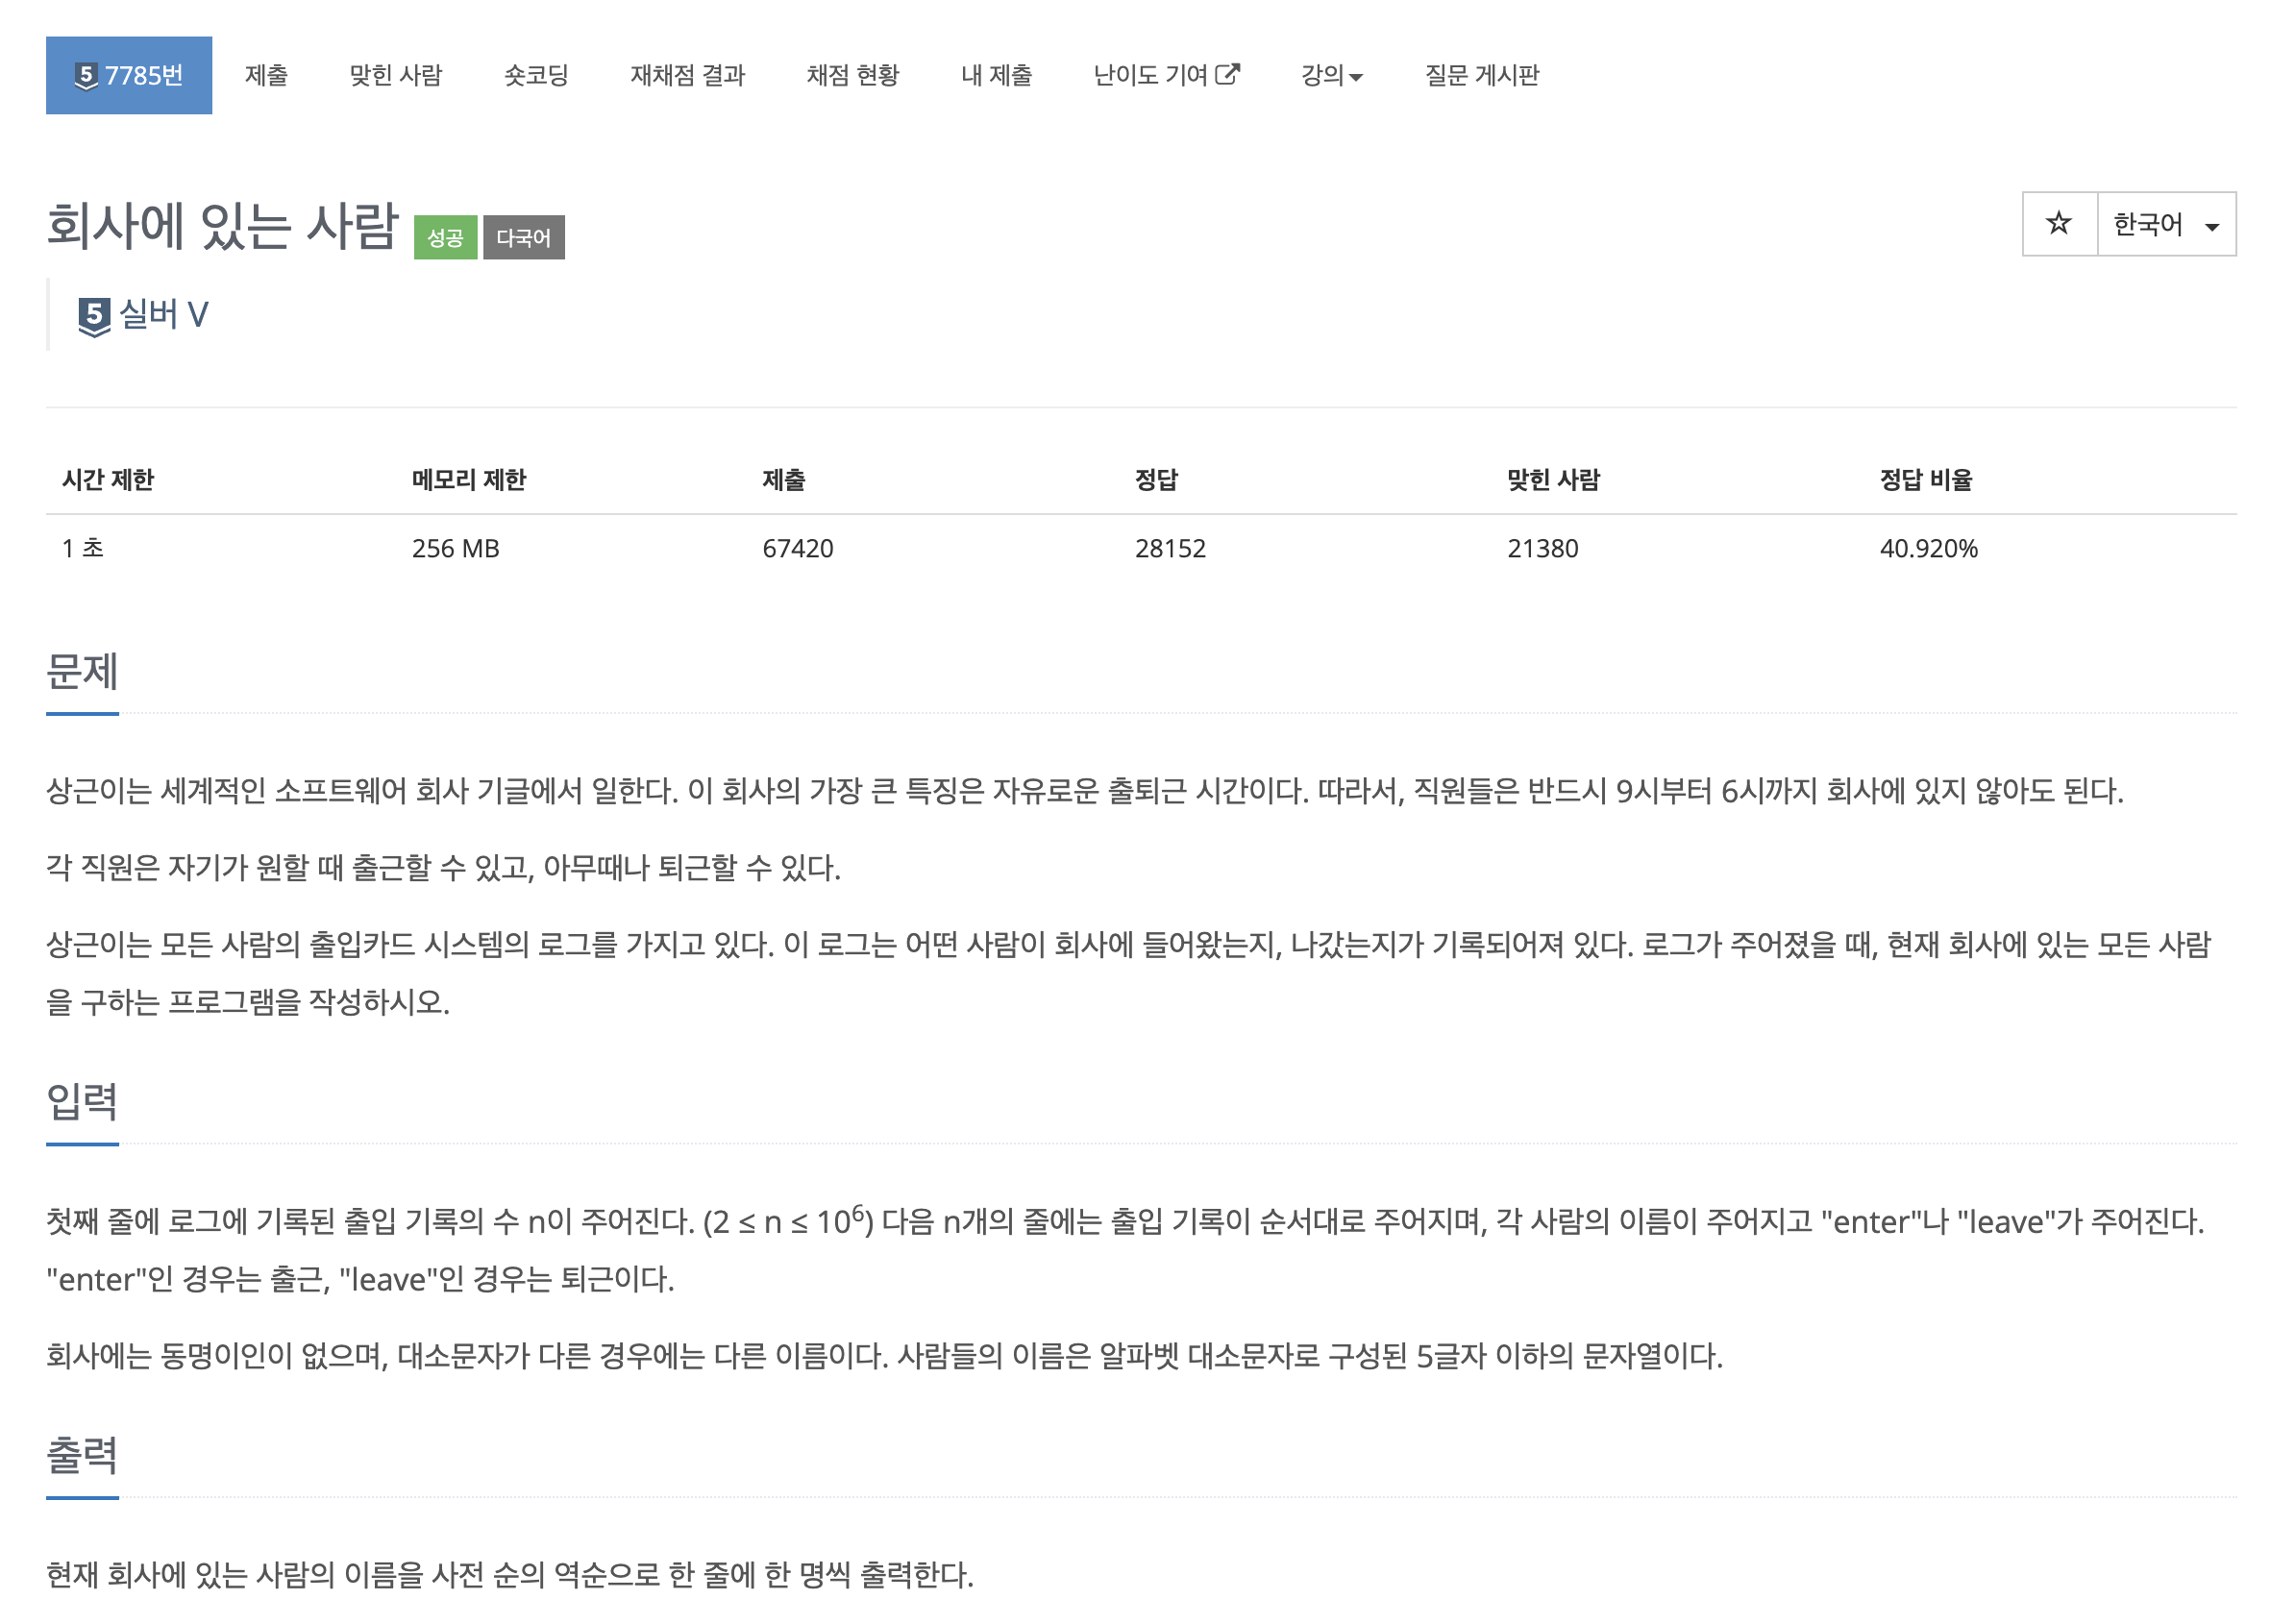 5 7785번 제출 맞힌 사람 숏코딩 재채점 결과 채점 현황 내 제출 난이도 기여 강의 질문 게시판
회사에 있는 사람 성공 다국어 ☆ 한국어
5 실버 V
시간 제한 메모리 제한 제출 정답 맞힌 사람 정답 비율
1 초 256 MB 67420 28152 21380 40.920%
문제
상근이는 세계적인 소프트웨어 회사 기글에서 일한다. 이 회사의 가장 큰 특징은 자유로운 출퇴근 시간이다. 따라서, 직원들은 반드시 9시부터 6시까지 회사에 있지 않아도 된다.
각 직원은 자기가 원할 때 출근할 수 있고, 아무때나 퇴근할 수 있다.
상근이는 모든 사람의 출입카드 시스템의 로그를 가지고 있다. 이 로그는 어떤 사람이 회사에 들어왔는지, 나갔는지가 기록되어져 있다. 로그가 주어졌을 때, 현재 회사에 있는 모든 사람
을 구하는 프로그램을 작성하시오.
입력
첫째 줄에 로그에 기록된 출입 기록의 수 n이 주어진다. (2 ≤ n ≤ 10⁶) 다음 n개의 줄에는 출입 기록이 순서대로 주어지며, 각 사람의 이름이 주어지고 "enter"나 "leave"가 주어진다.
"enter"인 경우는 출근, "leave"인 경우는 퇴근이다.
회사에는 동명이인이 없으며, 대소문자가 다른 경우에는 다른 이름이다. 사람들의 이름은 알파벳 대소문자로 구성된 5글자 이하의 문자열이다.
출력
현재 회사에 있는 사람의 이름을 사전 순의 역순으로 한 줄에 한 명씩 출력한다.